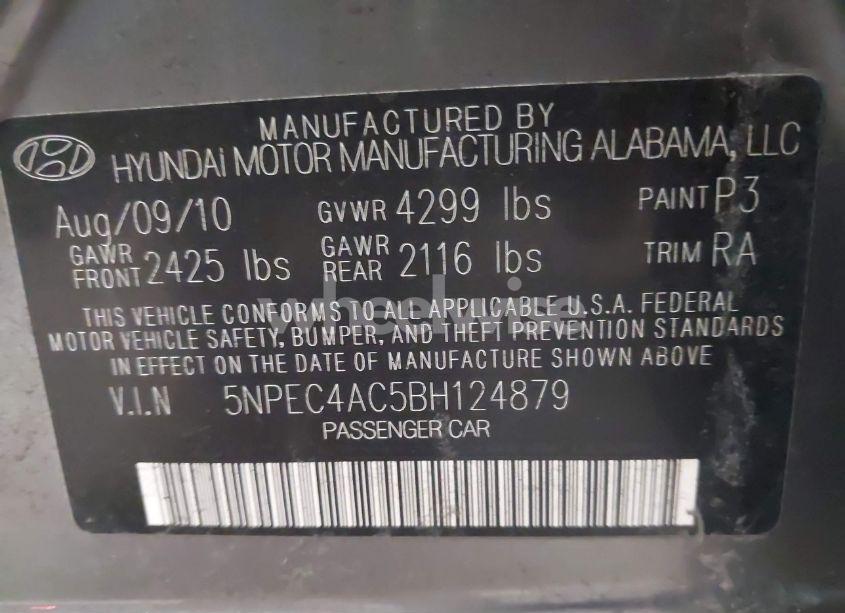 MANUFACTURED BY
HYUNDAI MOTOR MANUFACTURING ALABAMA, LLC
Aug/09/10 GVWR 4299 lbs PAINT P3
GAWR FRONT 2425 lbs GAWR REAR 2116 lbs TRIM RA
THIS VEHICLE CONFORMS TO ALL APPLICABLE U.S.A. FEDERAL
MOTOR VEHICLE SAFETY, BUMPER, AND THEFT PREVENTION STANDARDS
IN EFFECT ON THE DATE OF MANUFACTURE SHOWN ABOVE
V.I.N 5NPEC4AC5BH124879
PASSENGER CAR